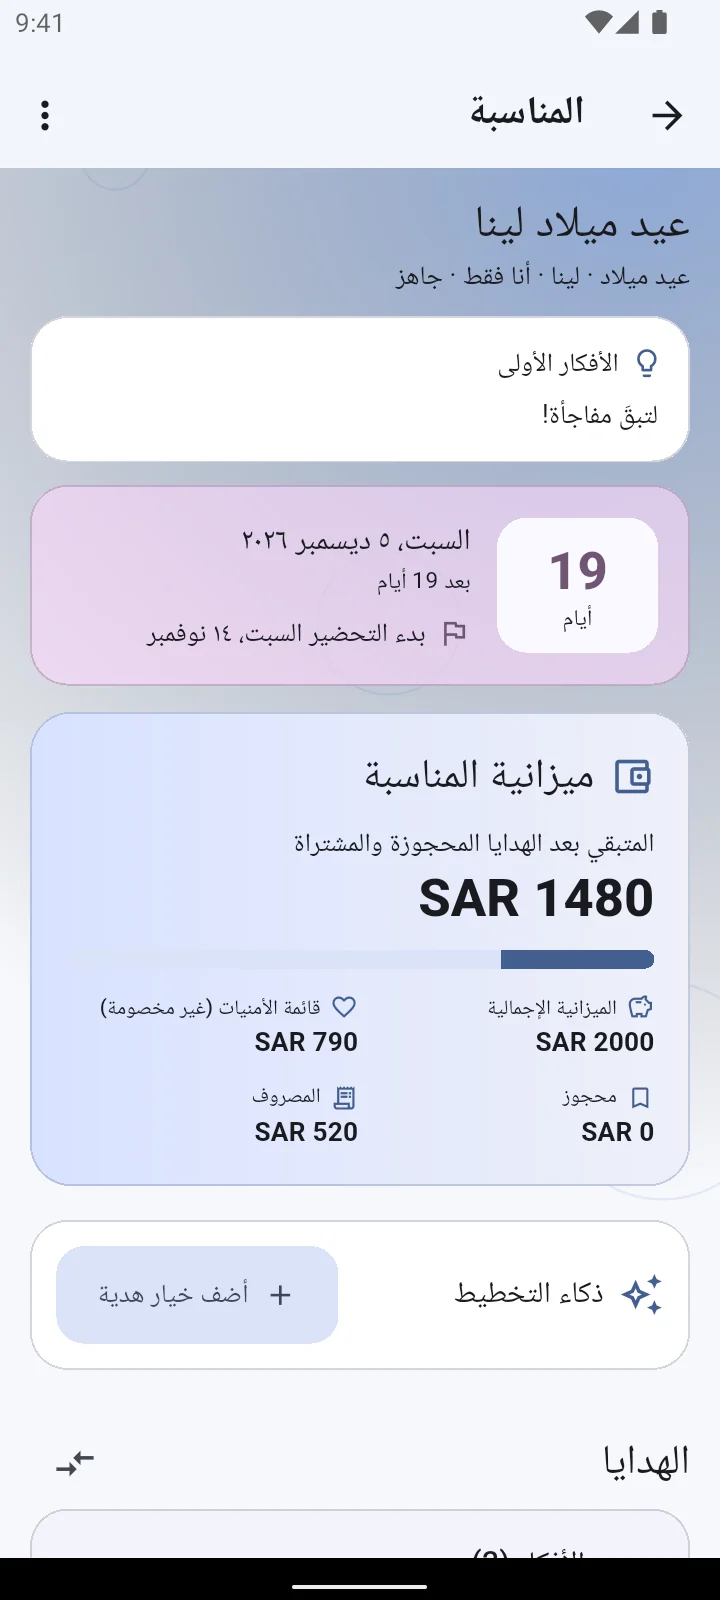 9:41
المناسبة
عيد ميلاد لينا
عيد ميلاد · لينا · أنا فقط · جاهز
الأفكار الأولى
لتبقَ مفاجأة!
19
أيام
السبت، ٥ ديسمبر ٢٠٢٦
بعد 19 أيام
بدء التحضير السبت، ١٤ نوفمبر
ميزانية المناسبة
المتبقي بعد الهدايا المحجوزة والمشتراة
SAR 1480
الميزانية الإجمالية
SAR 2000
قائمة الأمنيات (غير مخصومة)
SAR 790
محجوز
SAR 0
المصروف
SAR 520
ذكاء التخطيط
أضف خيار هدية
الهدايا